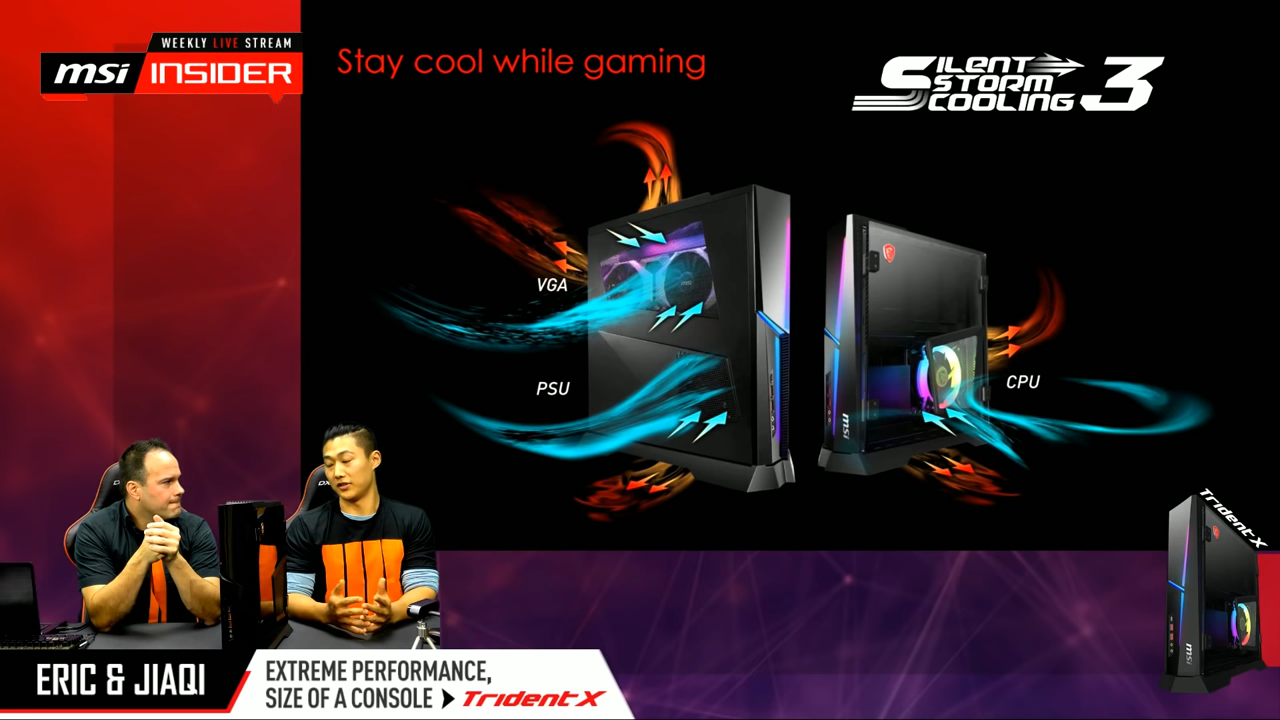 WEEKLY LIVE STREAM
msi INSIDER
Stay cool while gaming
SILENT
STORM
COOLING 3
VGA
PSU
CPU
msi
Trident X
msi
ERIC & JIAQI
EXTREME PERFORMANCE,
SIZE OF A CONSOLE Trident X